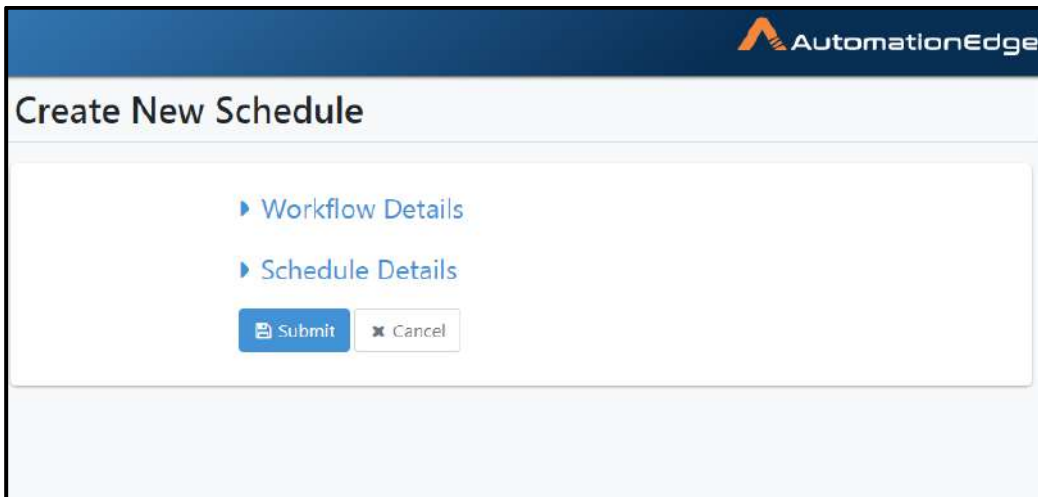 AutomationEdge
Create New Schedule
Workflow Details
Schedule Details
Submit Cancel